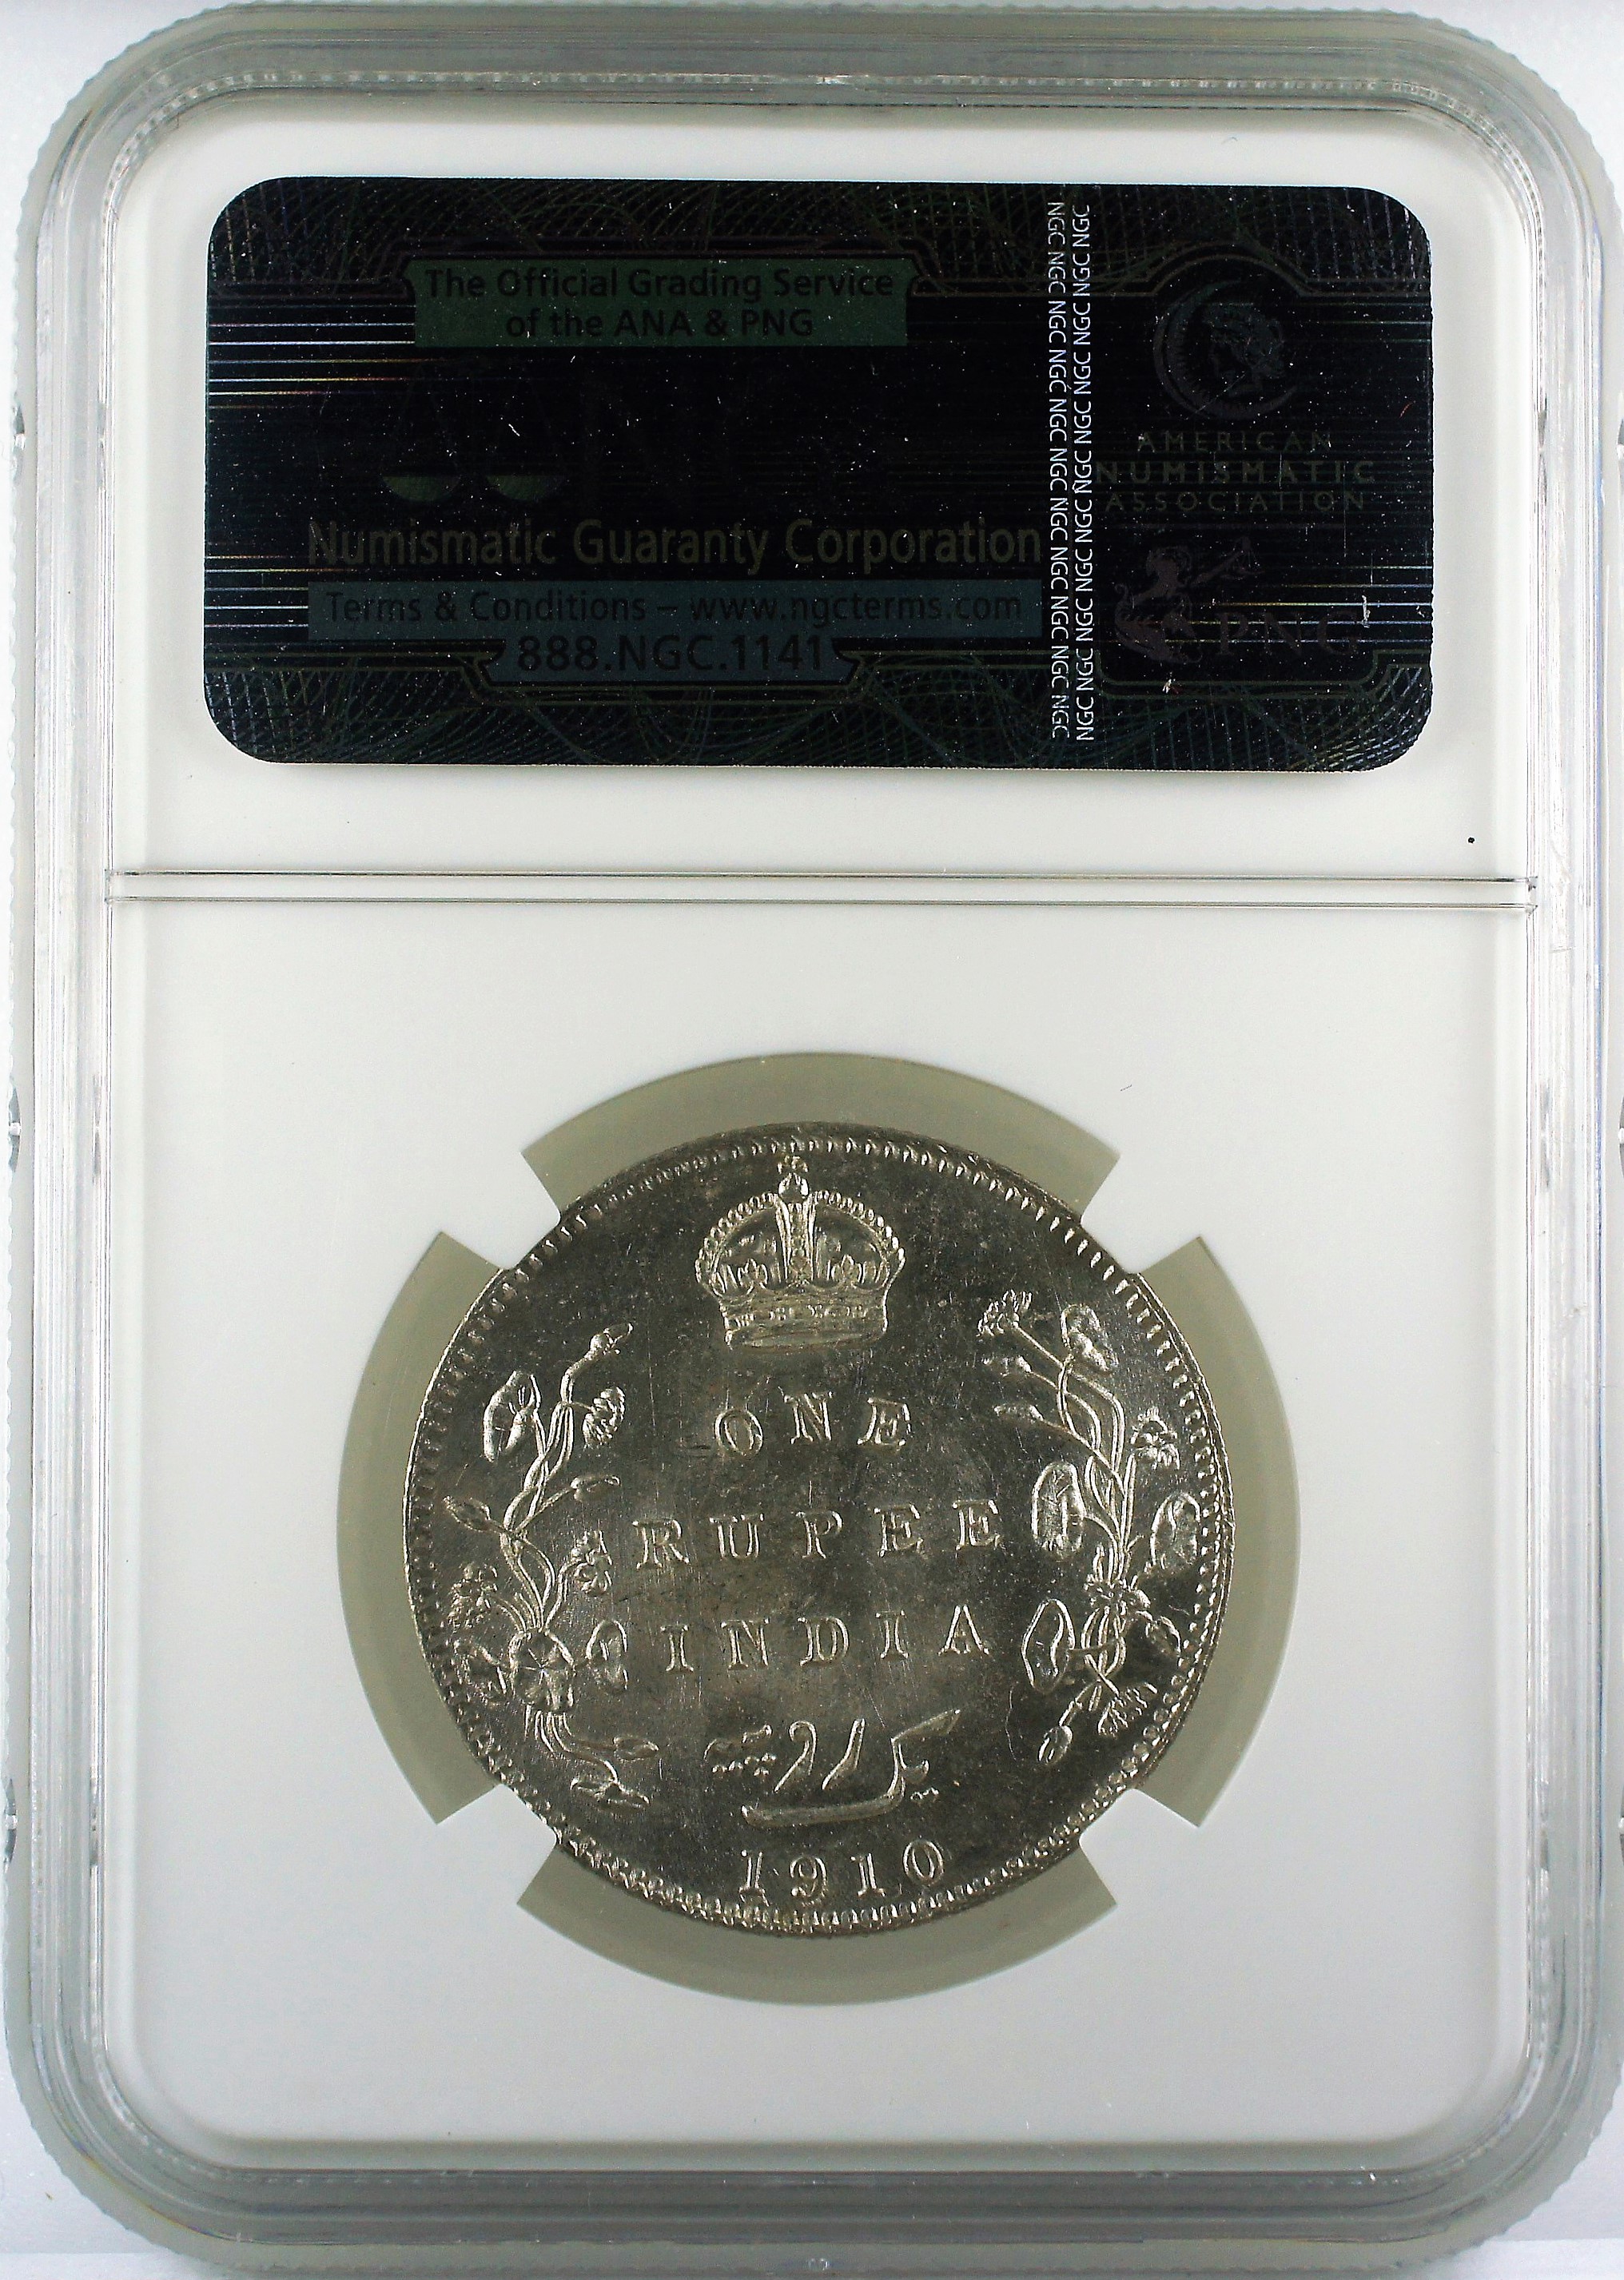 The Official Grading Service
of the ANA & PNG
Numismatic Guaranty Corporation
Terms & Conditions – www.ngcterms.com
888.NGC.1141
NGC NGC NGC NGC NGC NGC NGC NGC NGC NGC NGC
NGC NGC NGC NGC NGC NGC NGC NGC NGC NGC NGC
AMERICAN
NUMISMATIC
ASSOCIATION
PNG
ONE
RUPEE
INDIA
یک روپیہ
1910